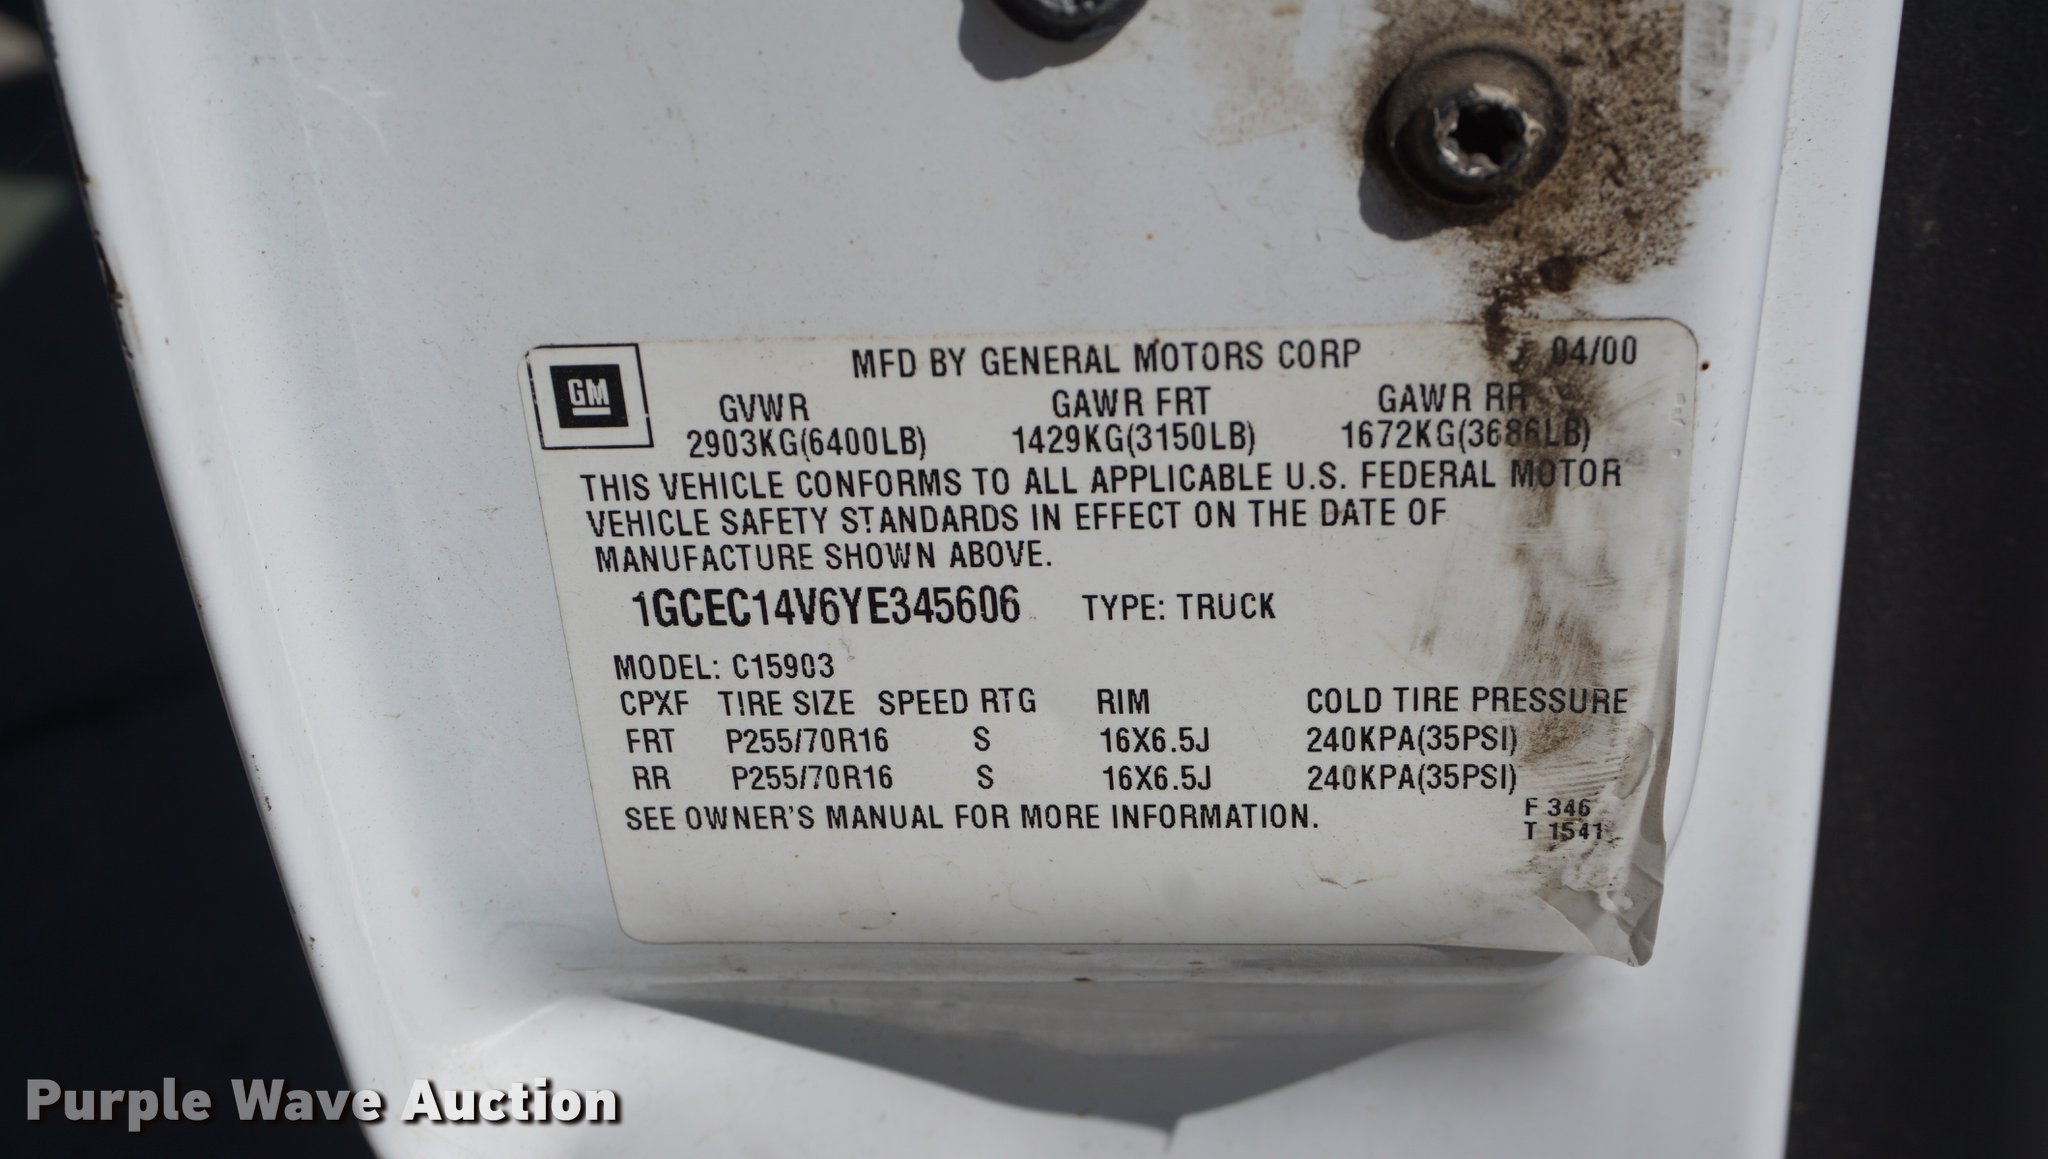 MFD BY GENERAL MOTORS CORP 04/00
GM
GVWR GAWR FRT GAWR RR
2903KG(6400LB) 1429KG(3150LB) 1672KG(3686LB)
THIS VEHICLE CONFORMS TO ALL APPLICABLE U.S. FEDERAL MOTOR
VEHICLE SAFETY STANDARDS IN EFFECT ON THE DATE OF
MANUFACTURE SHOWN ABOVE.
1GCEC14V6YE345606 TYPE: TRUCK
MODEL: C15903
CPXF TIRE SIZE SPEED RTG RIM COLD TIRE PRESSURE
FRT P255/70R16 S 16X6.5J 240KPA(35PSI)
RR P255/70R16 S 16X6.5J 240KPA(35PSI)
SEE OWNER'S MANUAL FOR MORE INFORMATION.
F 346
T 1541
Purple Wave Auction